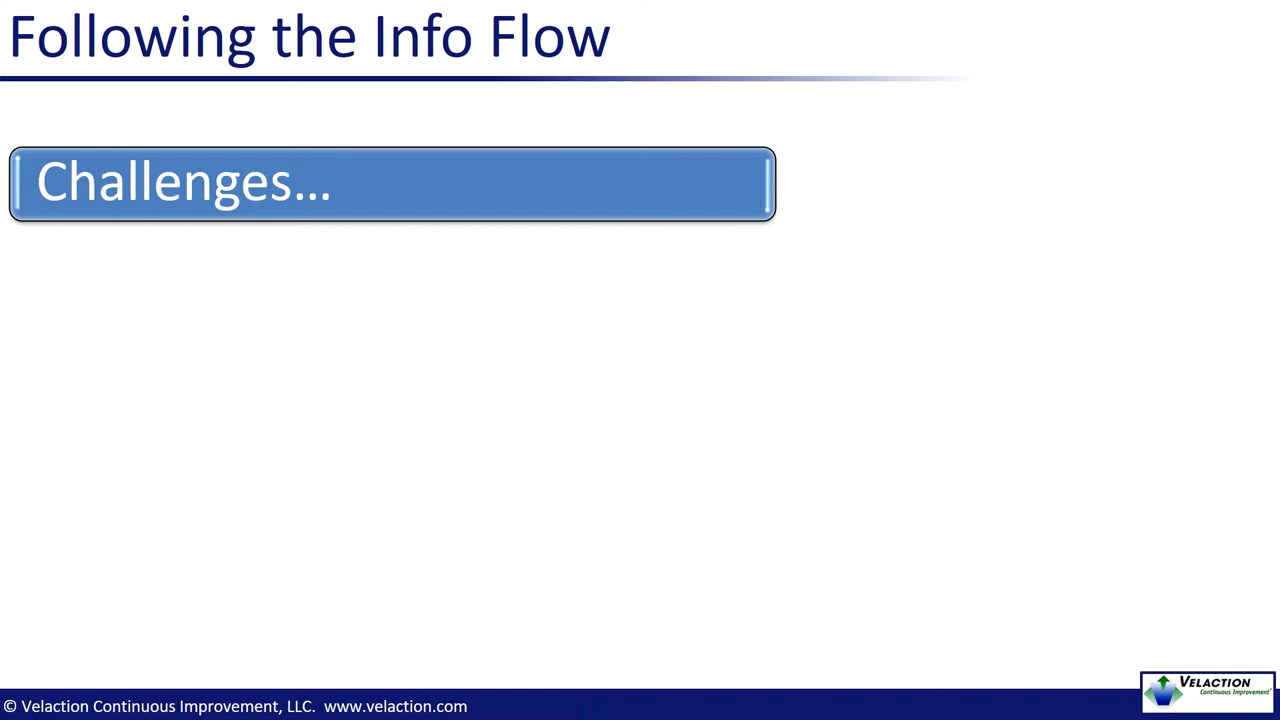 Following the Info Flow
Challenges…
© Velaction Continuous Improvement, LLC. www.velaction.com
VELACTION
Continuous Improvement